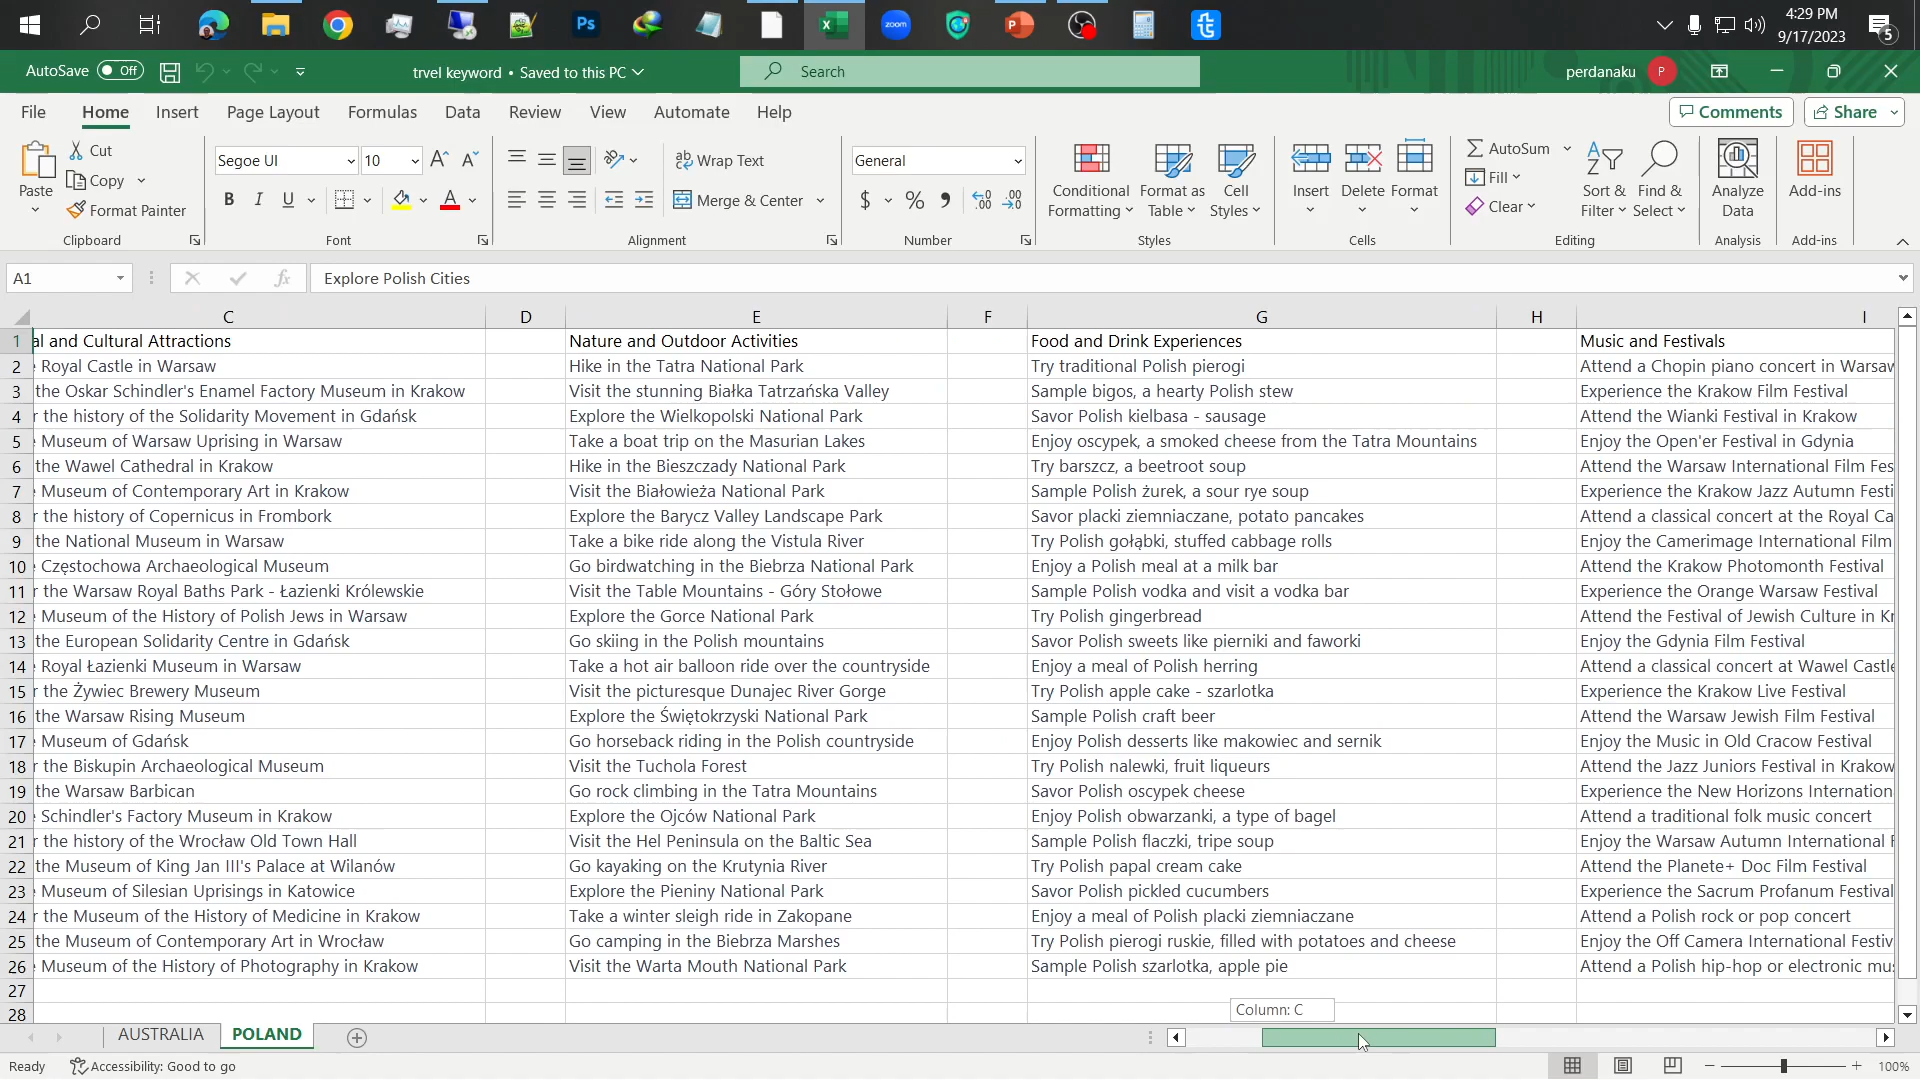 4:29 PM
9/17/2023
5
Ps
zoom
AutoSave Off
trvel keyword • Saved to this PC
Search
perdanaku P
File Home Insert Page Layout Formulas Data Review View Automate Help
Comments Share
Paste
Cut
Copy
Format Painter
Clipboard
Segoe UI 10
B I U
Font
Wrap Text
Merge & Center
Alignment
General
$ %
Number
Conditional Formatting
Format as Table
Cell Styles
Styles
Insert Delete Format
Cells
AutoSum
Fill
Clear
Sort & Filter
Find & Select
Editing
Analyze Data
Analysis
Add-ins
Add-ins
A1 fx Explore Polish Cities
C D E F G H I
1 al and Cultural Attractions Nature and Outdoor Activities Food and Drink Experiences Music and Festivals
2 Royal Castle in Warsaw Hike in the Tatra National Park Try traditional Polish pierogi Attend a Chopin piano concert in Warsaw
3 the Oskar Schindler's Enamel Factory Museum in Krakow Visit the stunning Białka Tatrzańska Valley Sample bigos, a hearty Polish stew Experience the Krakow Film Festival
4 r the history of the Solidarity Movement in Gdańsk Explore the Wielkopolski National Park Savor Polish kielbasa - sausage Attend the Wianki Festival in Krakow
5 Museum of Warsaw Uprising in Warsaw Take a boat trip on the Masurian Lakes Enjoy oscypek, a smoked cheese from the Tatra Mountains Enjoy the Open'er Festival in Gdynia
6 the Wawel Cathedral in Krakow Hike in the Bieszczady National Park Try barszcz, a beetroot soup Attend the Warsaw International Film Fes
7 Museum of Contemporary Art in Krakow Visit the Białowieża National Park Sample Polish żurek, a sour rye soup Experience the Krakow Jazz Autumn Festi
8 r the history of Copernicus in Frombork Explore the Barycz Valley Landscape Park Savor placki ziemniaczane, potato pancakes Attend a classical concert at the Royal Ca
9 the National Museum in Warsaw Take a bike ride along the Vistula River Try Polish gołąbki, stuffed cabbage rolls Enjoy the Camerimage International Film
10 Częstochowa Archaeological Museum Go birdwatching in the Biebrza National Park Enjoy a Polish meal at a milk bar Attend the Krakow Photomonth Festival
11 r the Warsaw Royal Baths Park - Łazienki Królewskie Visit the Table Mountains - Góry Stołowe Sample Polish vodka and visit a vodka bar Experience the Orange Warsaw Festival
12 Museum of the History of Polish Jews in Warsaw Explore the Gorce National Park Try Polish gingerbread Attend the Festival of Jewish Culture in Kr
13 the European Solidarity Centre in Gdańsk Go skiing in the Polish mountains Savor Polish sweets like pierniki and faworki Enjoy the Gdynia Film Festival
14 Royal Łazienki Museum in Warsaw Take a hot air balloon ride over the countryside Enjoy a meal of Polish herring Attend a classical concert at Wawel Castle
15 r the Żywiec Brewery Museum Visit the picturesque Dunajec River Gorge Try Polish apple cake - szarlotka Experience the Krakow Live Festival
16 the Warsaw Rising Museum Explore the Świętokrzyski National Park Sample Polish craft beer Attend the Warsaw Jewish Film Festival
17 Museum of Gdańsk Go horseback riding in the Polish countryside Enjoy Polish desserts like makowiec and sernik Enjoy the Music in Old Cracow Festival
18 r the Biskupin Archaeological Museum Visit the Tuchola Forest Try Polish nalewki, fruit liqueurs Attend the Jazz Juniors Festival in Krakow
19 the Warsaw Barbican Go rock climbing in the Tatra Mountains Savor Polish oscypek cheese Experience the New Horizons Internation
20 Schindler's Factory Museum in Krakow Explore the Ojców National Park Enjoy Polish obwarzanki, a type of bagel Attend a traditional folk music concert
21 r the history of the Wrocław Old Town Hall Visit the Hel Peninsula on the Baltic Sea Sample Polish flaczki, tripe soup Enjoy the Warsaw Autumn International F
22 the Museum of King Jan III's Palace at Wilanów Go kayaking on the Krutynia River Try Polish papal cream cake Attend the Planete+ Doc Film Festival
23 Museum of Silesian Uprisings in Katowice Explore the Pieniny National Park Savor Polish pickled cucumbers Experience the Sacrum Profanum Festival
24 r the Museum of the History of Medicine in Krakow Take a winter sleigh ride in Zakopane Enjoy a meal of Polish placki ziemniaczane Attend a Polish rock or pop concert
25 the Museum of Contemporary Art in Wrocław Go camping in the Biebrza Marshes Try Polish pierogi ruskie, filled with potatoes and cheese Enjoy the Off Camera International Festiv
26 Museum of the History of Photography in Krakow Visit the Warta Mouth National Park Sample Polish szarlotka, apple pie Attend a Polish hip-hop or electronic mu
27
28
Column: C
AUSTRALIA POLAND
Ready Accessibility: Good to go 100%